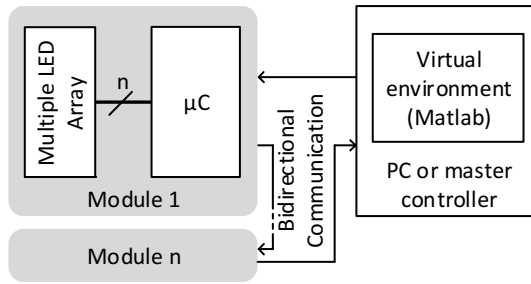 Multiple LED
Array
n
µC
Module 1
Module n
Bidirectional
Communication
Virtual
environment
(Matlab)
PC or master
controller